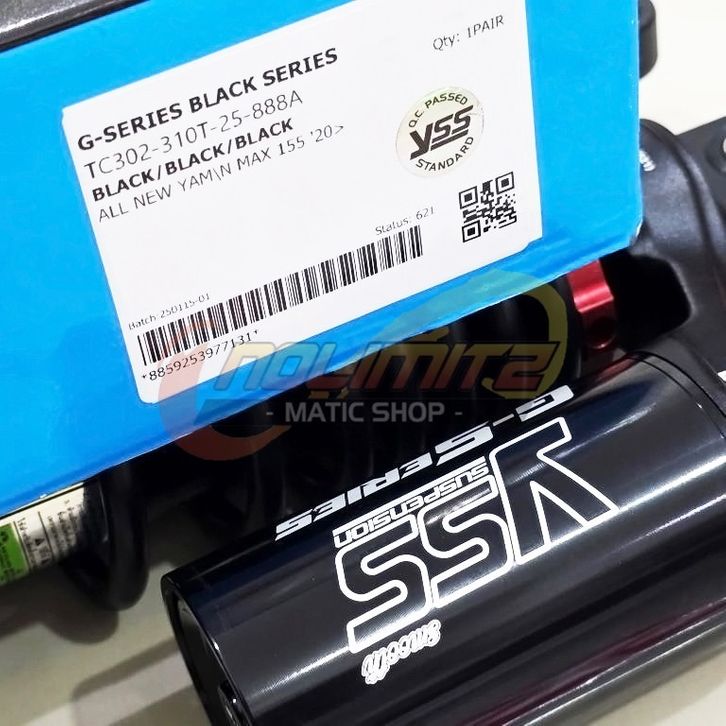 G-SERIES BLACK SERIES
Qty: 1PAIR
TC302-310T-25-888A
BLACK/BLACK/BLACK
ALL NEW YAM\N MAX 155 '20>
Q.C PASSED
YSS
STANDARD
Status: 621
Batch:250115-01
*8859253977131*
NOLIMITZ
- MATIC SHOP -
G-SERIES
YSS
SUSPENSION
Smooth